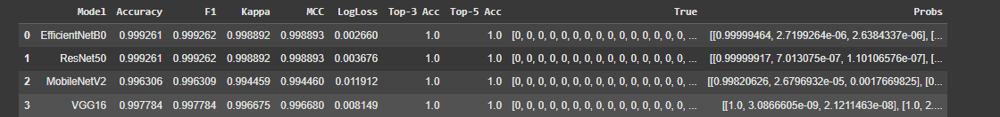 Model Accuracy F1 Kappa MCC LogLoss Top-3 Acc Top-5 Acc True Probs
0 EfficientNetB0 0.999261 0.999262 0.998892 0.998893 0.002660 1.0 1.0 [0, 0, 0, 0, 0, 0, 0, 0, 0, 0, 0, 0, 0, 0, 0, ... [[0.99999464, 2.7199264e-06, 2.6384337e-06], [...
1 ResNet50 0.999261 0.999262 0.998892 0.998893 0.003676 1.0 1.0 [0, 0, 0, 0, 0, 0, 0, 0, 0, 0, 0, 0, 0, 0, 0, ... [[0.99999917, 7.013075e-07, 1.10106576e-07], [...
2 MobileNetV2 0.996306 0.996309 0.994459 0.994460 0.011912 1.0 1.0 [0, 0, 0, 0, 0, 0, 0, 0, 0, 0, 0, 0, 0, 0, 0, ... [[0.99820626, 2.6796932e-05, 0.0017669825], [0...
3 VGG16 0.997784 0.997784 0.996675 0.996680 0.008149 1.0 1.0 [0, 0, 0, 0, 0, 0, 0, 0, 0, 0, 0, 0, 0, 0, 0, ... [[1.0, 3.0866605e-09, 2.1211463e-08], [1.0, 2....